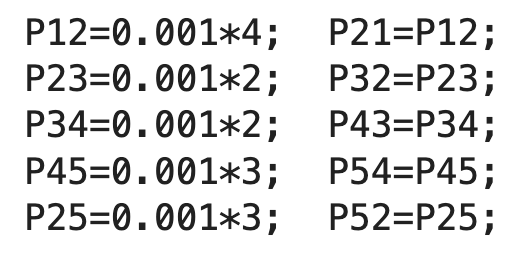 P12=0.001*4;  P21=P12;
P23=0.001*2;  P32=P23;
P34=0.001*2;  P43=P34;
P45=0.001*3;  P54=P45;
P25=0.001*3;  P52=P25;